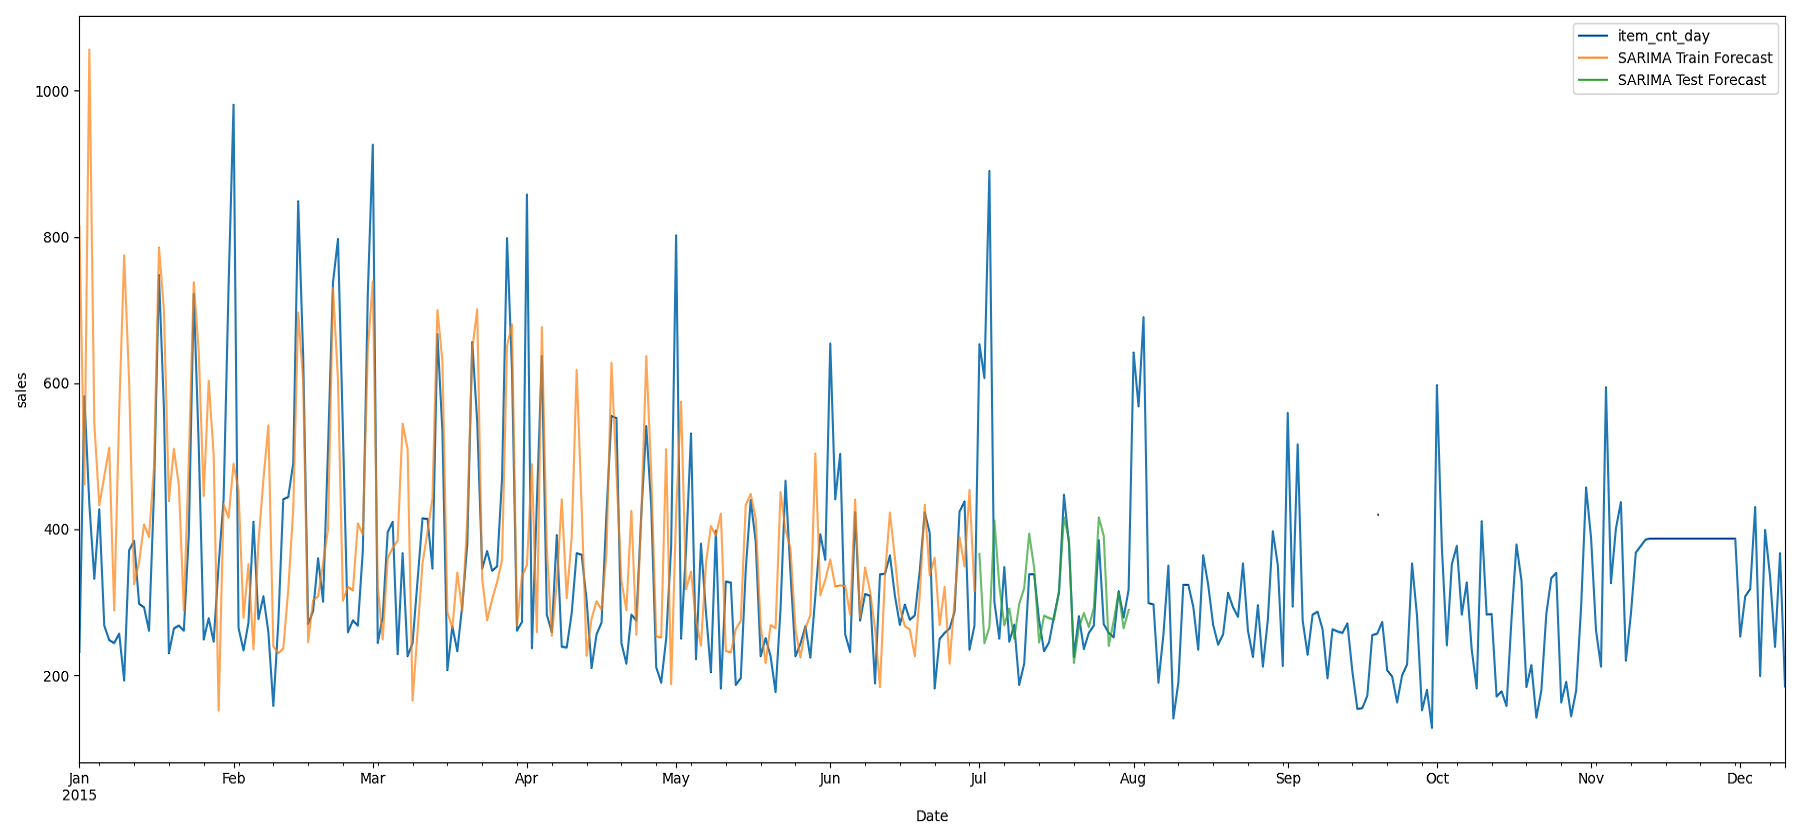 item_cnt_day
SARIMA Train Forecast
SARIMA Test Forecast
1000
800
600
400
200
sales
Jan Feb Mar Apr May Jun Jul Aug Sep Oct Nov Dec
2015
Date